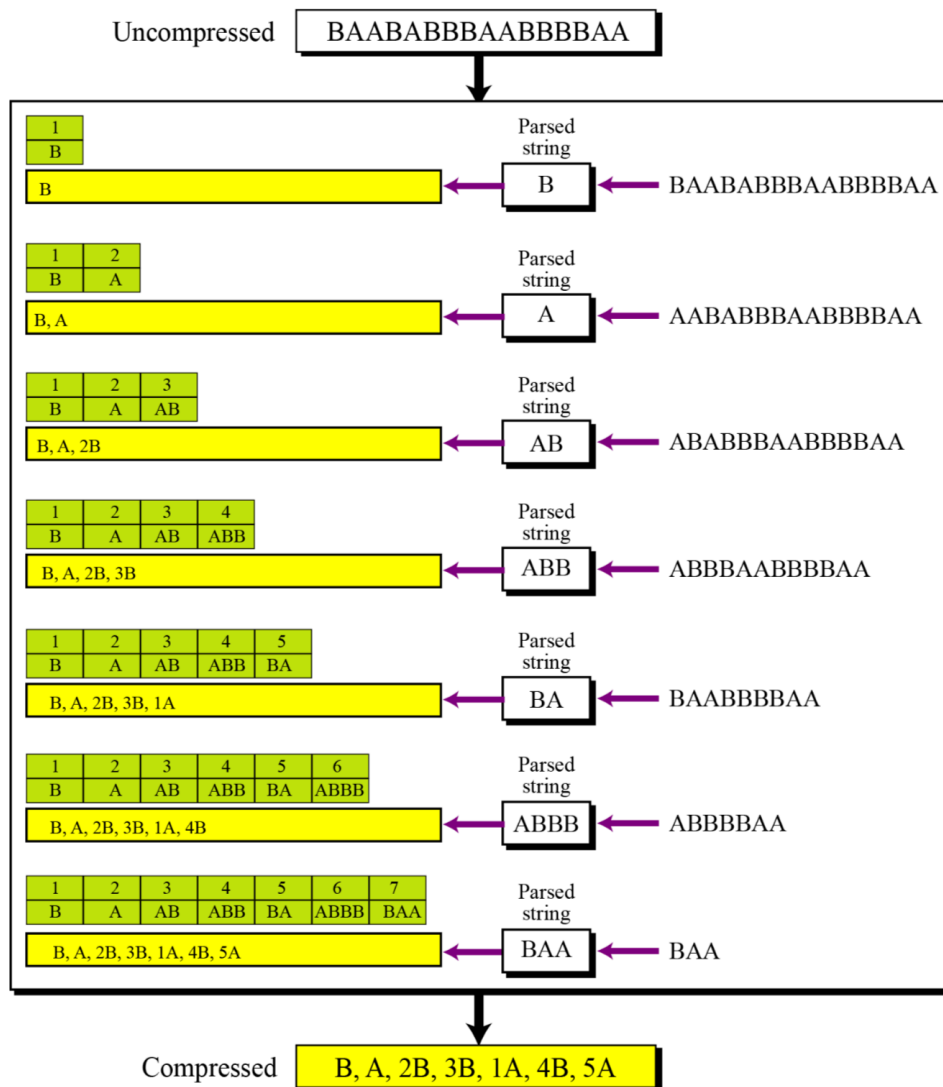 Uncompressed BAABABBBAABBBBAA
1
B
Parsed
string
B B BAABABBBAABBBBAA
1 2
B A
Parsed
string
B, A A AABABBBAABBBBAA
1 2 3
B A AB
Parsed
string
B, A, 2B AB ABABBBAABBBBAA
1 2 3 4
B A AB ABB
Parsed
string
B, A, 2B, 3B ABB ABBBAABBBBAA
1 2 3 4 5
B A AB ABB BA
Parsed
string
B, A, 2B, 3B, 1A BA BAABBBBAA
1 2 3 4 5 6
B A AB ABB BA ABBB
Parsed
string
B, A, 2B, 3B, 1A, 4B ABBB ABBBBAA
1 2 3 4 5 6 7
B A AB ABB BA ABBB BAA
Parsed
string
B, A, 2B, 3B, 1A, 4B, 5A BAA BAA
Compressed B, A, 2B, 3B, 1A, 4B, 5A